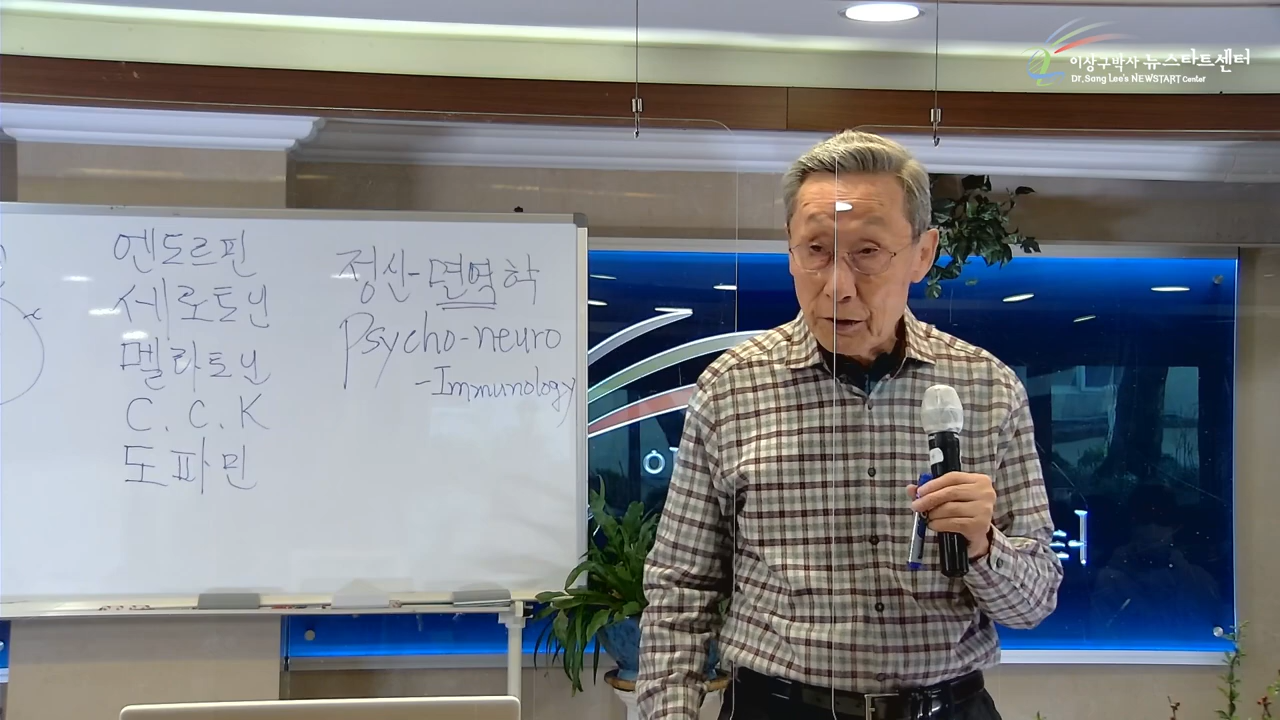 이상구박사 뉴스타트센터
Dr. Sang Lee's NEWSTART Center
엔돌르핀
세로토닌
멜라토닌
C.C.K
도파민
정신-면역학
Psycho-neuro
-Immunology